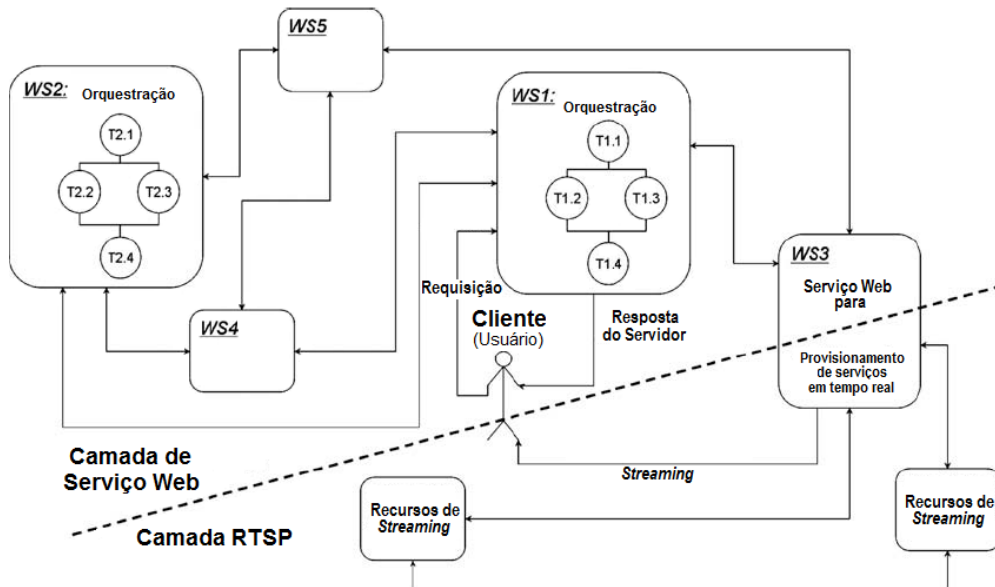 WS5
WS2:
Orquestração
T2.1
T2.2
T2.3
T2.4
WS1:
Orquestração
T1.1
T1.2
T1.3
T1.4
WS3
Serviço Web
para
Provisionamento
de serviços
em tempo real
WS4
Requisição
Cliente
(Usuário)
Resposta
do Servidor
Camada de
Serviço Web
Streaming
Camada RTSP
Recursos de
Streaming
Recursos de
Streaming